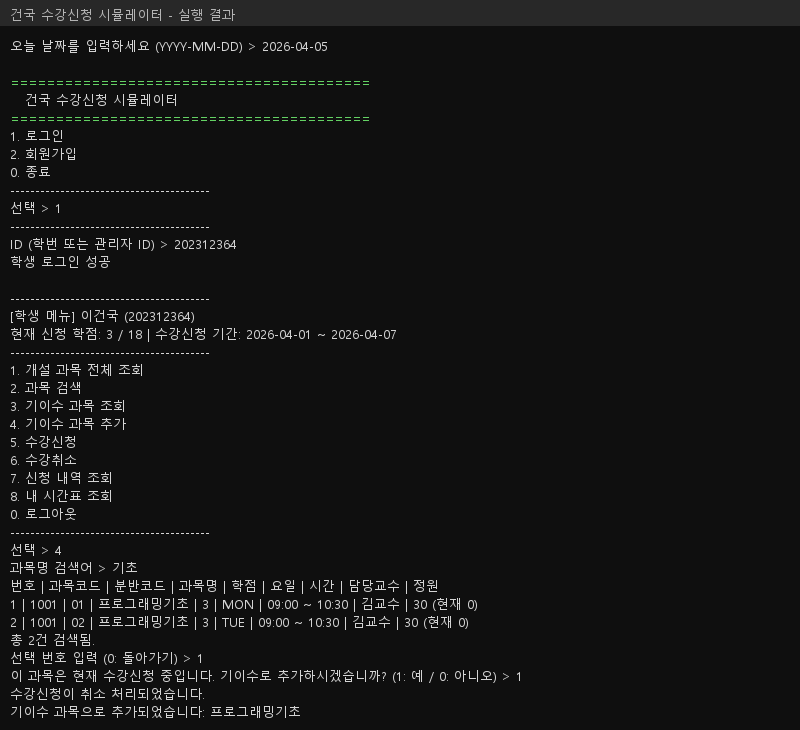 건국 수강신청 시뮬레이터 - 실행 결과
오늘 날짜를 입력하세요 (YYYY-MM-DD) > 2026-04-05
========================================
건국 수강신청 시뮬레이터
========================================
1. 로그인
2. 회원가입
0. 종료
----------------------------------------
선택 > 1
----------------------------------------
ID (학번 또는 관리자 ID) > 202312364
학생 로그인 성공
----------------------------------------
[학생 메뉴] 이건국 (202312364)
현재 신청 학점: 3 / 18 | 수강신청 기간: 2026-04-01 ~ 2026-04-07
----------------------------------------
1. 개설 과목 전체 조회
2. 과목 검색
3. 기이수 과목 조회
4. 기이수 과목 추가
5. 수강신청
6. 수강취소
7. 신청 내역 조회
8. 내 시간표 조회
0. 로그아웃
----------------------------------------
선택 > 4
과목명 검색어 > 기초
번호 | 과목코드 | 분반코드 | 과목명 | 학점 | 요일 | 시간 | 담당교수 | 정원
1 | 1001 | 01 | 프로그래밍기초 | 3 | MON | 09:00 ~ 10:30 | 김교수 | 30 (현재 0)
2 | 1001 | 02 | 프로그래밍기초 | 3 | TUE | 09:00 ~ 10:30 | 김교수 | 30 (현재 0)
총 2건 검색됨.
선택 번호 입력 (0: 돌아가기) > 1
이 과목은 현재 수강신청 중입니다. 기이수로 추가하시겠습니까? (1: 예 / 0: 아니오) > 1
수강신청이 취소 처리되었습니다.
기이수 과목으로 추가되었습니다: 프로그래밍기초